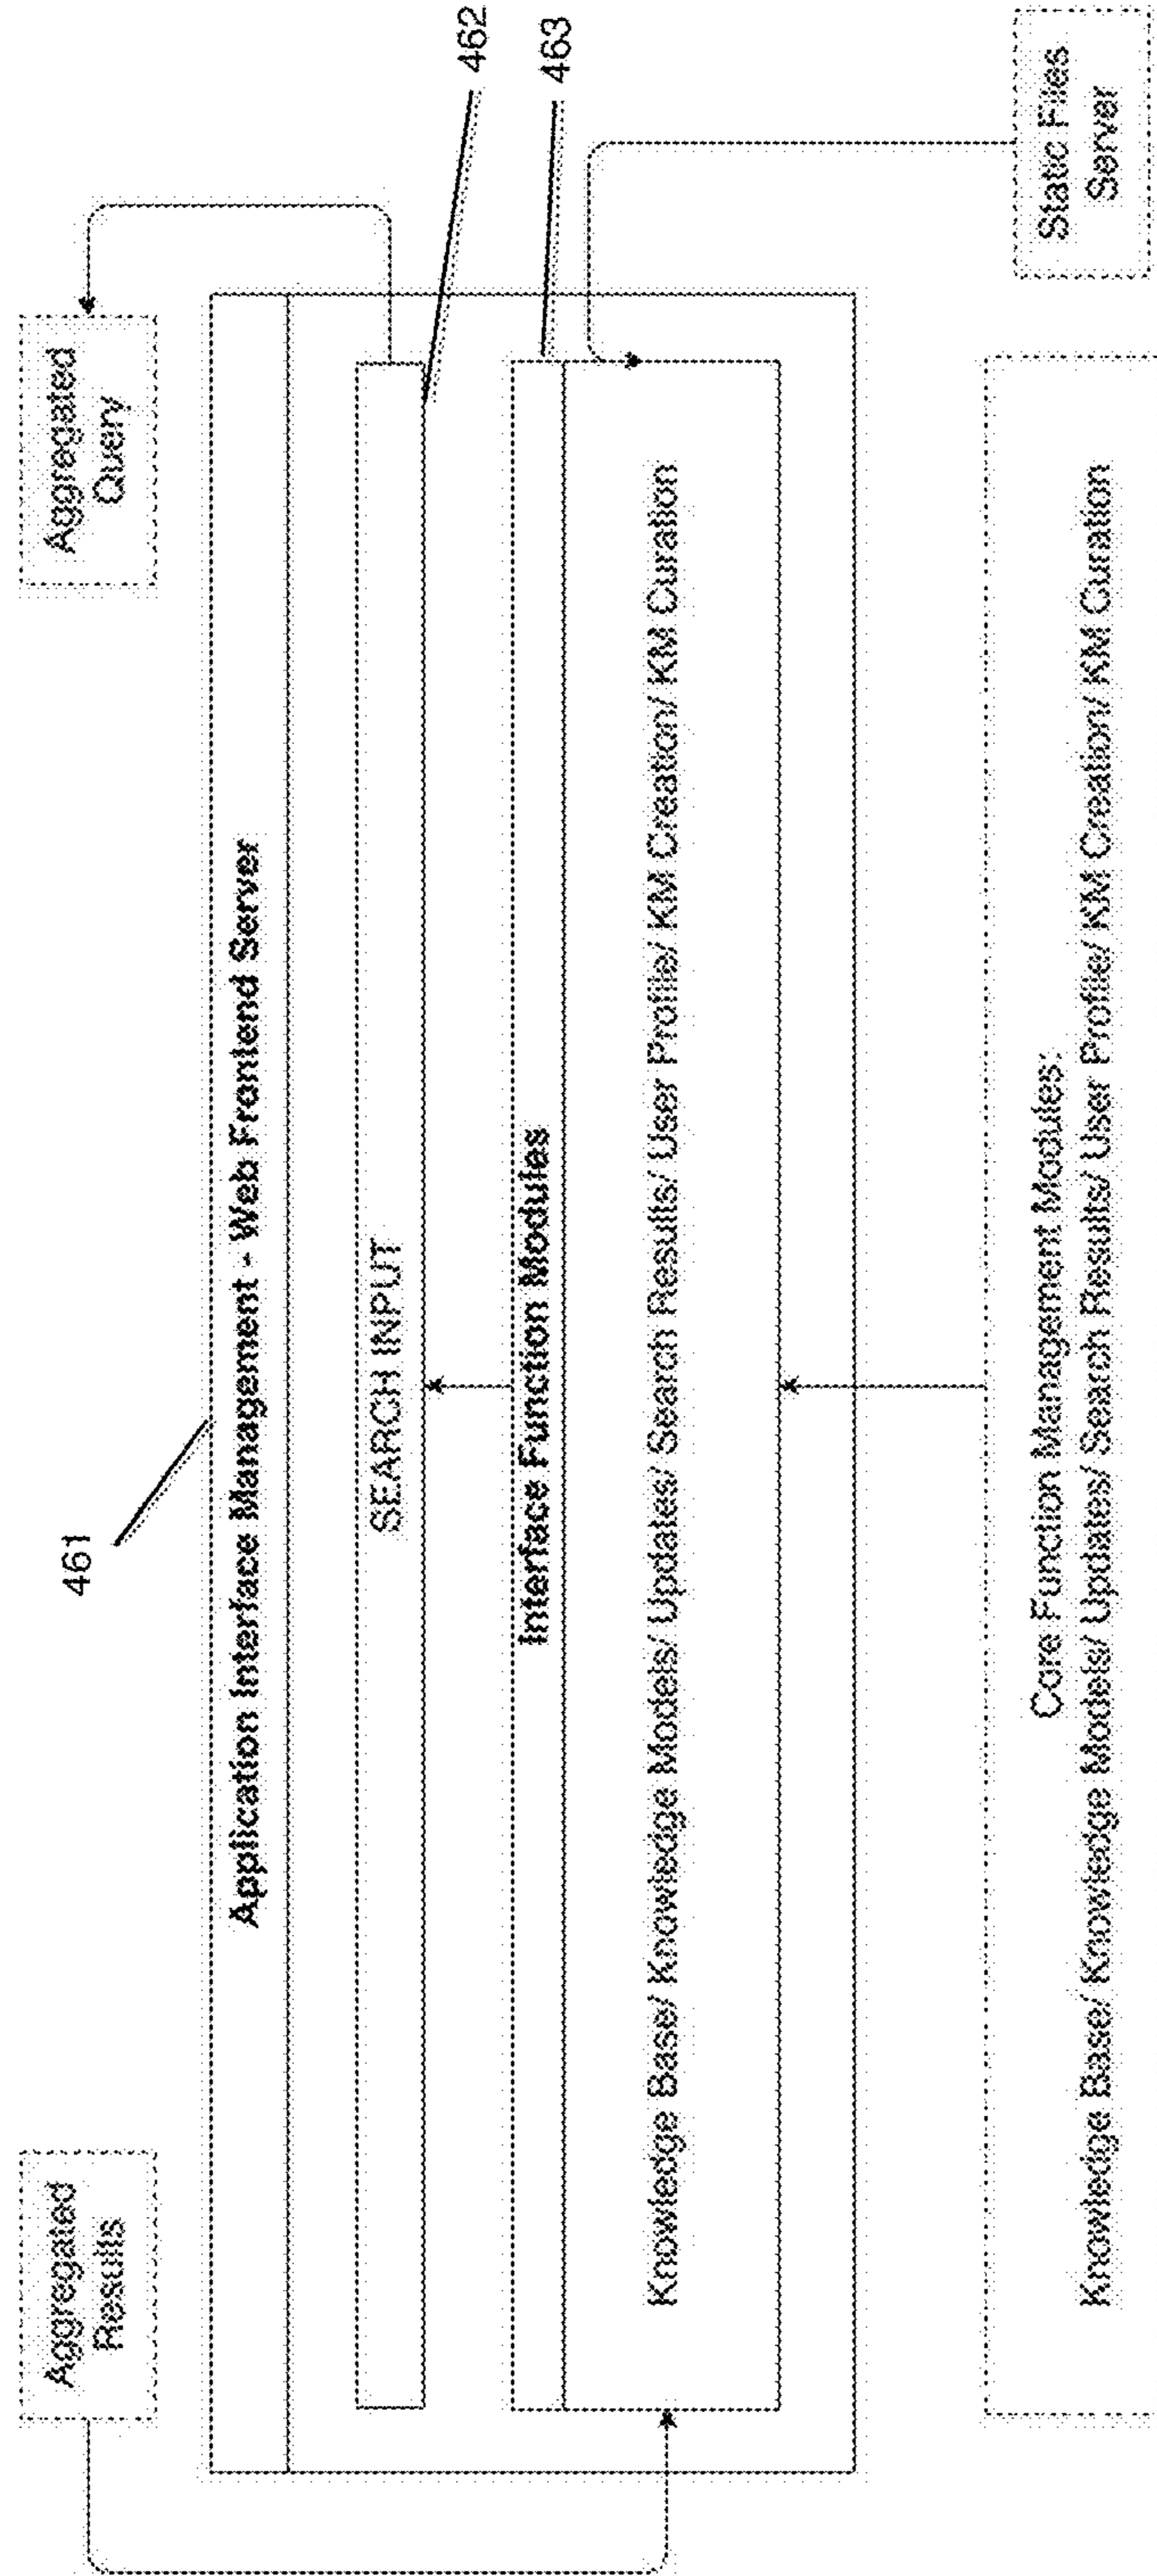 Aggregated
Results
Aggregated
Query
461
Application Interface Management - Web Frontend Server
SEARCH INPUT
462
Interface Function Modules
463
Knowledge Base/ Knowledge Models/ Updates/ Search Results/ User Profile/ KM Creation/ KM Curation
Core Function Management Modules:
Knowledge Base/ Knowledge Models/ Updates/ Search Results/ User Profile/ KM Creation/ KM Curation
Static Files
Server